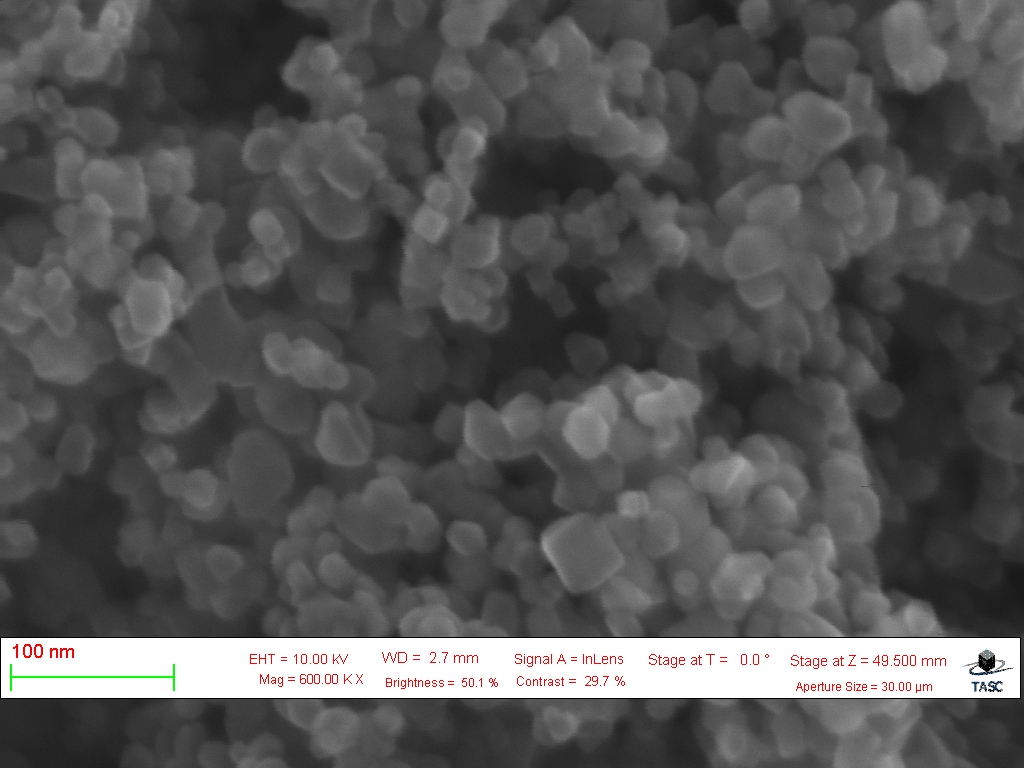 100 nm
EHT = 10.00 kV WD = 2.7 mm Signal A = InLens Stage at T = 0.0 ° Stage at Z = 49.500 mm
Mag = 600.00 K X Brightness = 50.1 % Contrast = 29.7 % Aperture Size = 30.00 µm
TASC